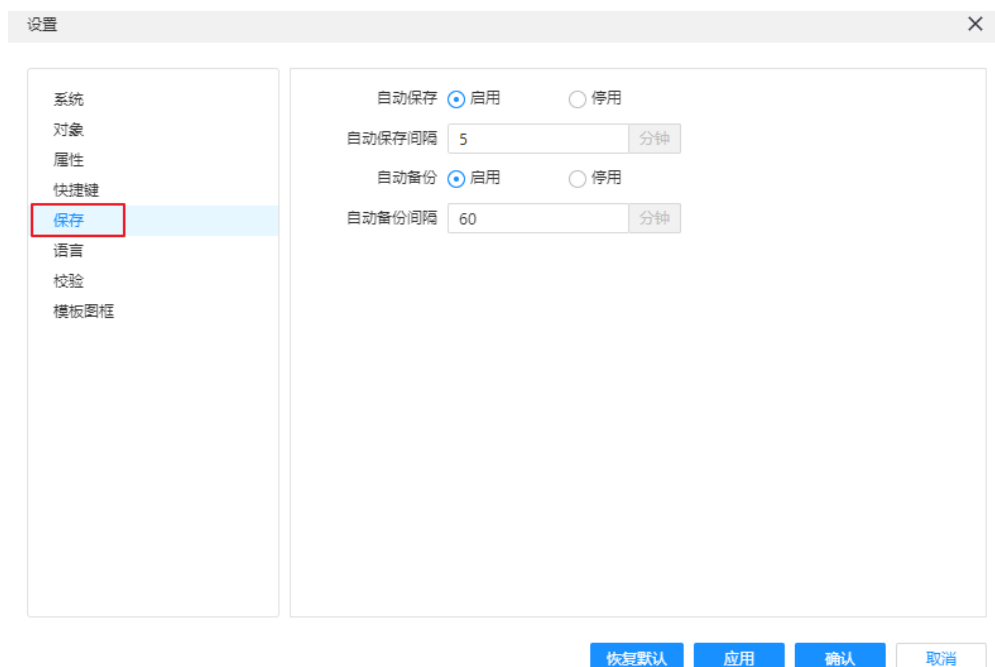 设置
系统
对象
属性
快捷键
保存
语言
校验
模板图框
自动保存 启用 停用
自动保存间隔 5 分钟
自动备份 启用 停用
自动备份间隔 60 分钟
恢复默认 应用 确认 取消